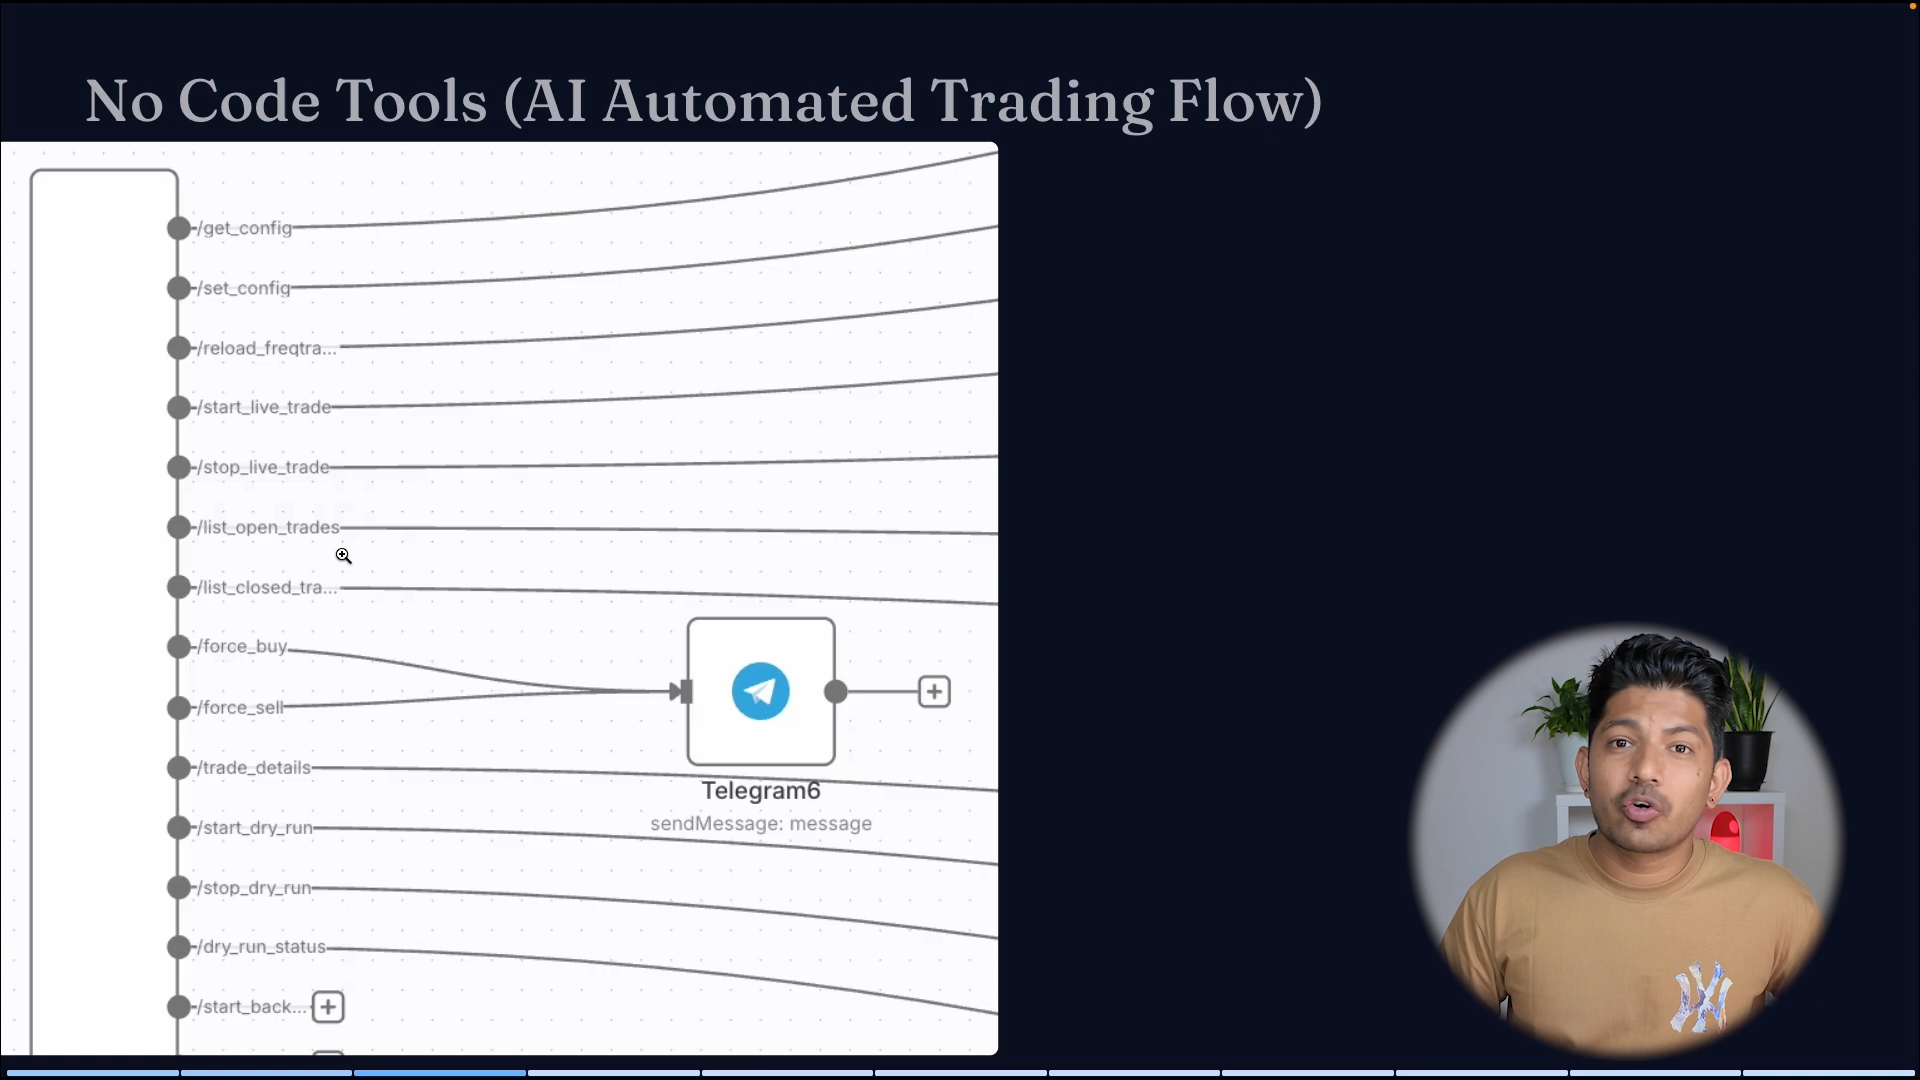 No Code Tools (AI Automated Trading Flow)
/get_config
/set_config
/reload_freqtra...
/start_live_trade
/stop_live_trade
/list_open_trades
/list_closed_tra...
/force_buy
/force_sell
/trade_details
Telegram6
sendMessage: message
/start_dry_run
/stop_dry_run
/dry_run_status
/start_back...
NY